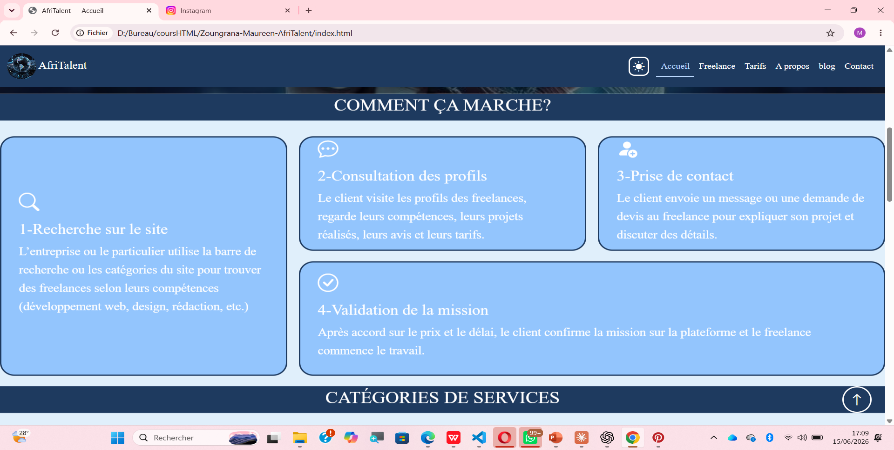 AfriTalent
Accueil
Instagram
Fichier
D:/Bureau/coursHTML/Zoungrana-Maureen-AfriTalent/index.html
M
AfriTalent
Accueil
Freelance
Tarifs
A propos
blog
Contact
COMMENT ÇA MARCHE?
1-Recherche sur le site
L'entreprise ou le particulier utilise la barre de
recherche ou les catégories du site pour trouver
des freelances selon leurs compétences
(développement web, design, rédaction, etc.)
2-Consultation des profils
Le client visite les profils des freelances,
regarde leurs compétences, leurs projets
réalisés, leurs avis et leurs tarifs.
3-Prise de contact
Le client envoie un message ou une demande de
devis au freelance pour expliquer son projet et
discuter des détails.
4-Validation de la mission
Après accord sur le prix et le délai, le client confirme la mission sur la plateforme et le freelance
commence le travail.
CATÉGORIES DE SERVICES
28°
Rechercher
99+
17:09
15/06/2026